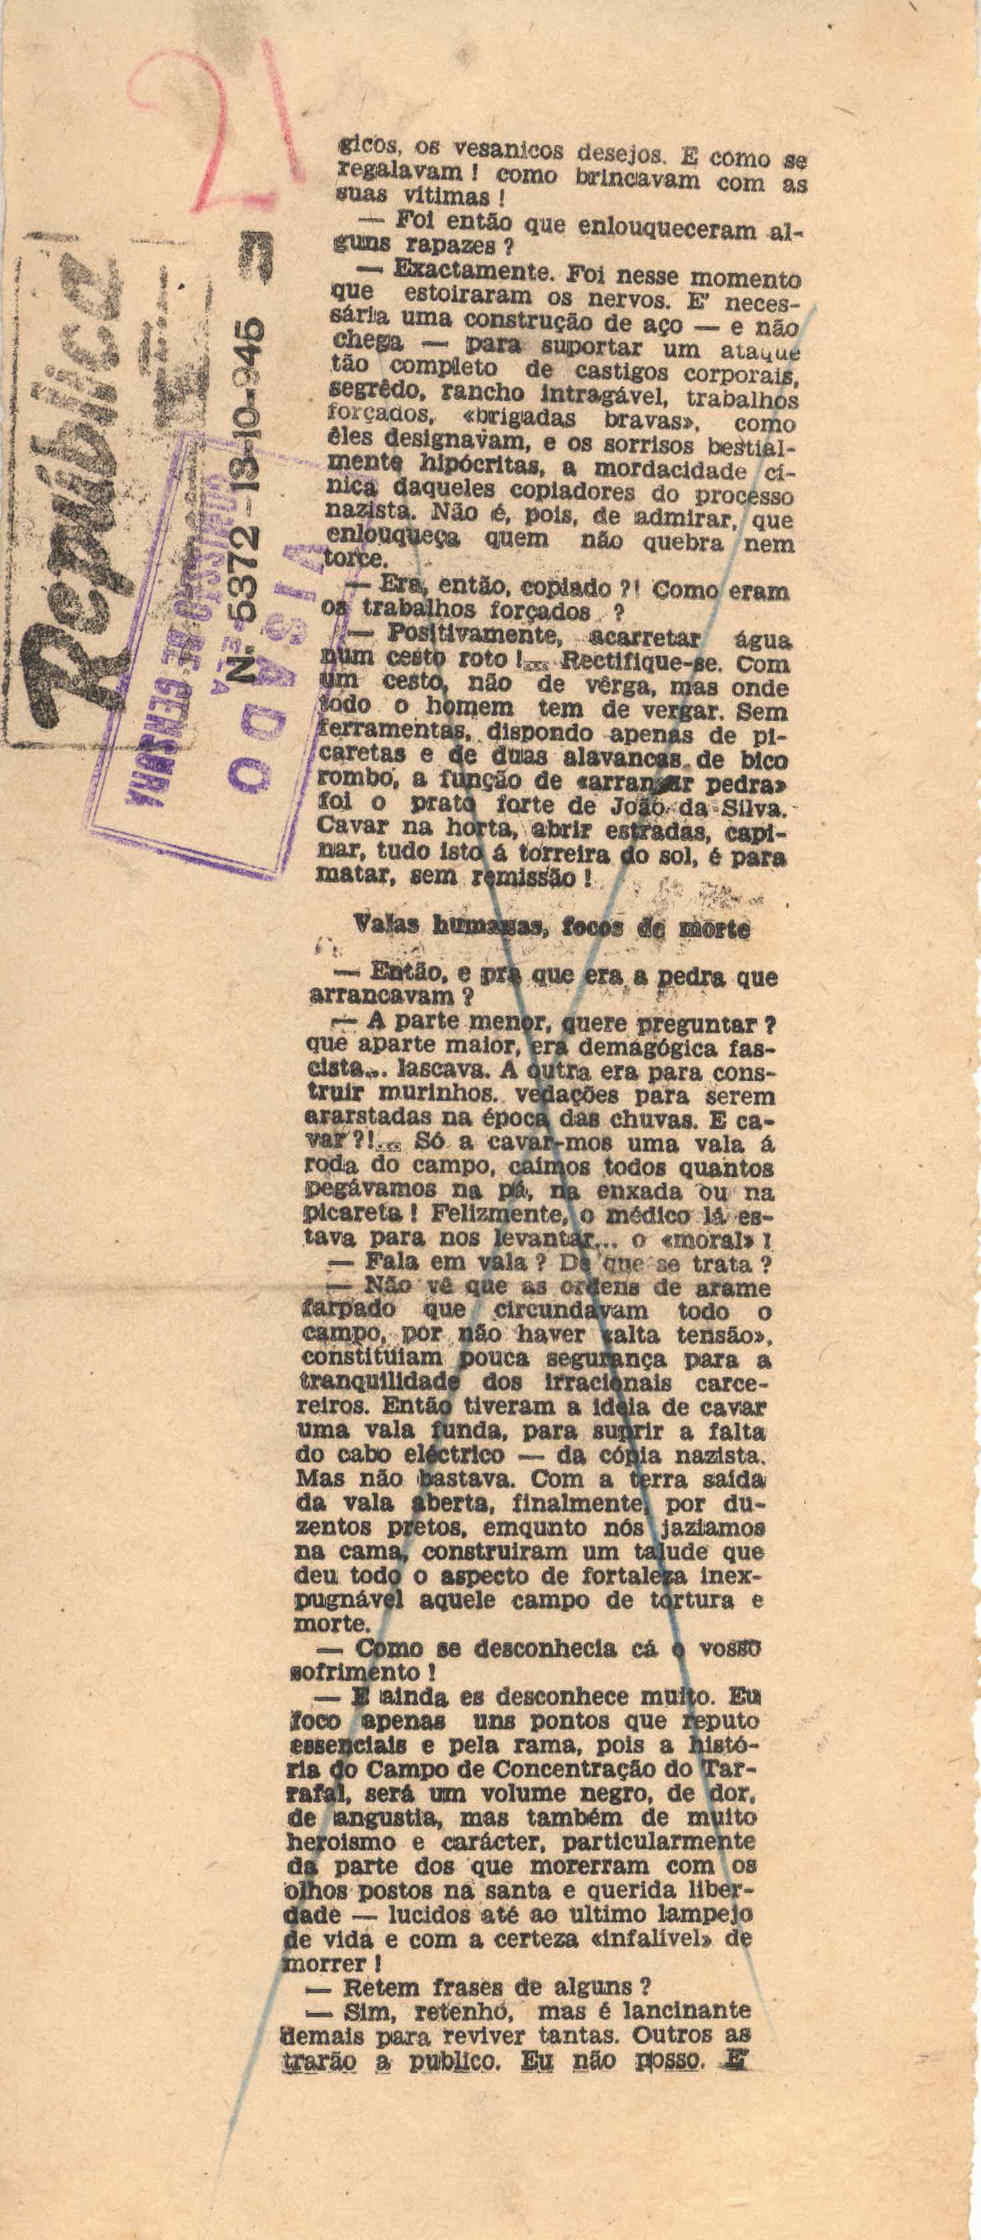 21
República
N.º 5372-13-10-945
COMISSÃO DE CENSURA
VISADO
gicos, os vesanicos desejos. E como se
regalavam ! como brincavam com as
suas vitimas !
— Foi então que enlouqueceram al-
guns rapazes ?
— Exactamente. Foi nesse momento
que estoiraram os nervos. E' neces-
sária uma construção de aço — e não
chega — para suportar um ataque
tão completo de castigos corporais,
segrêdo, rancho intragável, trabalhos
forçados, «brigadas bravas», como
êles designavam, e os sorrisos bestial-
mente hipócritas, a mordacidade cí-
nica daqueles copiadores do processo
nazista. Não é, pois, de admirar, que
enlouqueça quem não quebra nem
torce.
— Era, então, copiado ?! Como eram
os trabalhos forçados ?
— Positivamente, acarretar água
num cesto roto !... Rectifique-se. Com
um cesto, não de vêrga, mas onde
todo o homem tem de vergar. Sem
ferramentas, dispondo apenas de pi-
caretas e de duas alavancas de bico
rombo, a função de «arrancar pedra»
foi o prato forte de João da Silva.
Cavar na horta, abrir estradas, capi-
nar, tudo isto á torreira do sol, é para
matar, sem remissão !
Valas humanas, focos de morte
— Então, e pra que era a pedra que
arrancavam ?
— A parte menor, quere preguntar ?
que aparte maior, era demagógica fas-
cista... lascava. A outra era para cons-
truir murinhos. vedações para serem
ararstadas na época das chuvas. E ca-
var ?!... Só a cavar-mos uma vala á
roda do campo, caímos todos quantos
pegávamos na pá, na enxada ou na
picareta ! Felizmente, o médico lá es-
tava para nos levantar... o «moral» !
— Fala em vala ? De que se trata ?
— Não vê que as ordens de arame
farpado que circundavam todo o
campo, por não haver «alta tensão»,
constituiam pouca segurança para a
tranquilidade dos irracionais carce-
reiros. Então tiveram a ideia de cavar
uma vala funda, para suprir a falta
do cabo eléctrico — da cópia nazista.
Mas não bastava. Com a terra saída
da vala aberta, finalmente, por du-
zentos pretos, emqunto nós jaziamos
na cama, construiram um talude que
deu todo o aspecto de fortaleza inex-
pugnável aquele campo de tortura e
morte.
— Como se desconhecia cá o vosso
sofrimento !
— E ainda es desconhece muito. Eu
foco apenas uns pontos que reputo
essenciais e pela rama, pois a histó-
ria do Campo de Concentração do Tar-
rafal, será um volume negro, de dor,
de angustia, mas também de muito
heroismo e carácter, particularmente
da parte dos que morerram com os
olhos postos na santa e querida liber-
dade — lucidos até ao ultimo lampejo
de vida e com a certeza «infalível» de
morrer !
— Retem frases de alguns ?
— Sim, retenho, mas é lancinante
demais para reviver tantas. Outros as
trarão a publico. Eu não posso. E